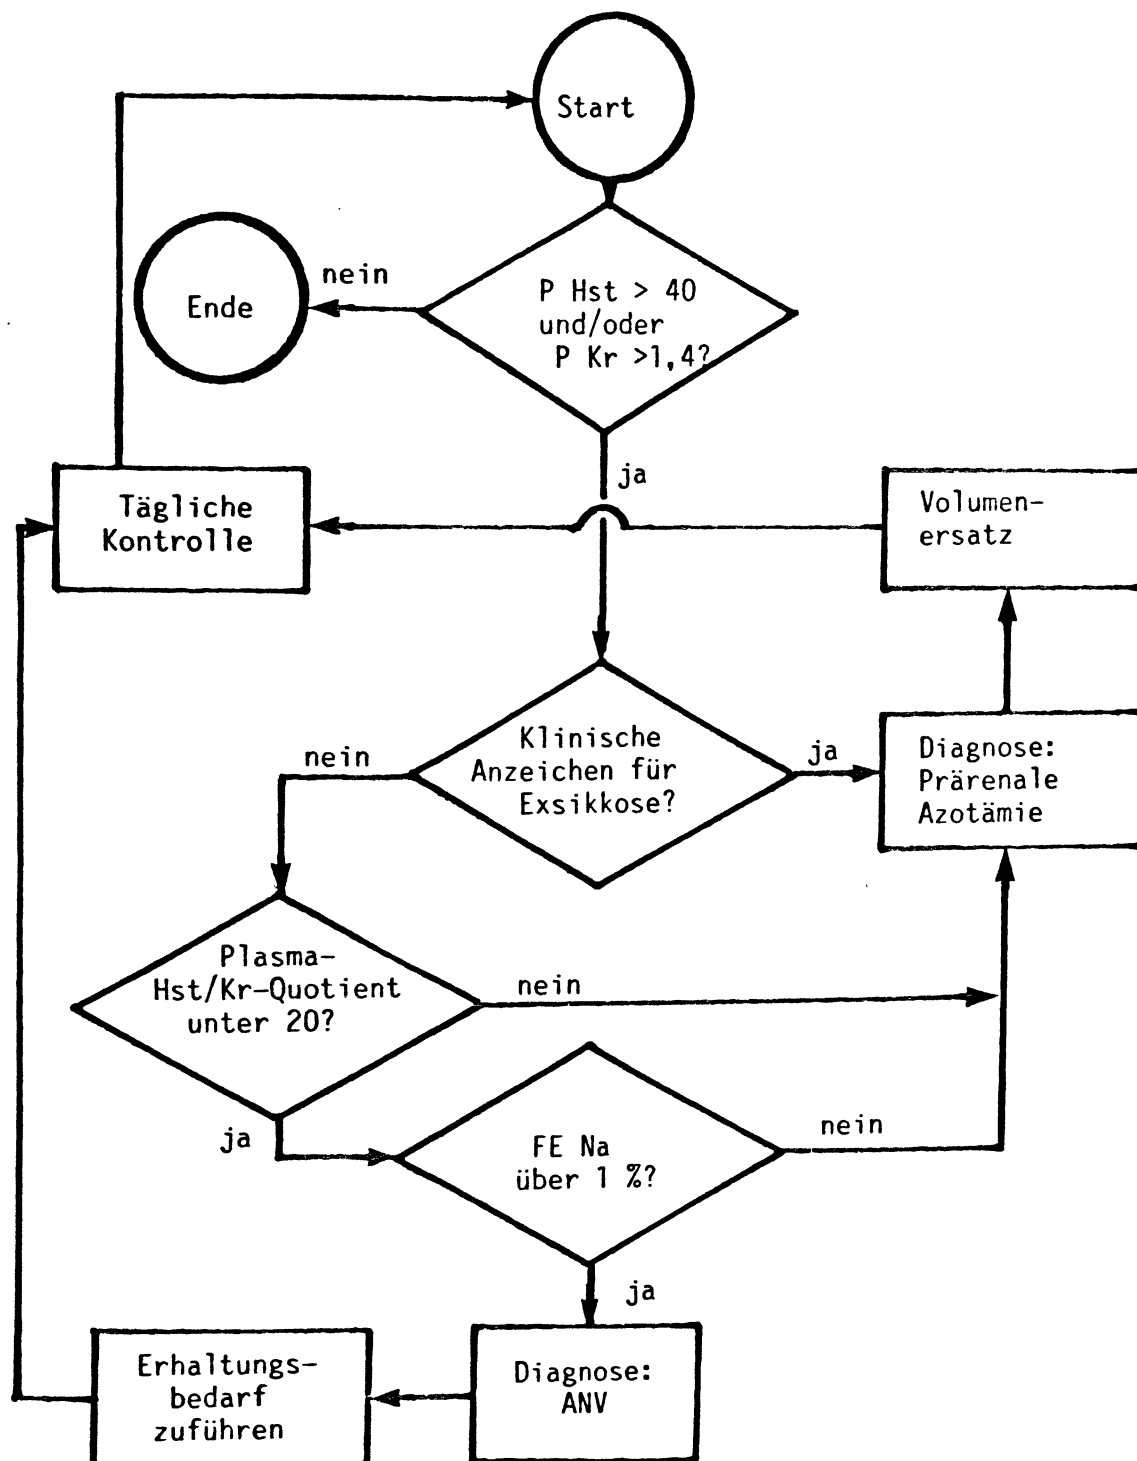 Start
nein
Ende
P Hst > 40
und/oder
P Kr >1,4?
ja
Tägliche
Kontrolle
Volumen-
ersatz
nein
Klinische
Anzeichen für
Exsikkose?
ja
Diagnose:
Prärenale
Azotämie
Plasma-
Hst/Kr-Quotient
unter 20?
nein
ja
FE Na
über 1 %?
nein
ja
Erhaltungs-
bedarf
zuführen
Diagnose:
ANV